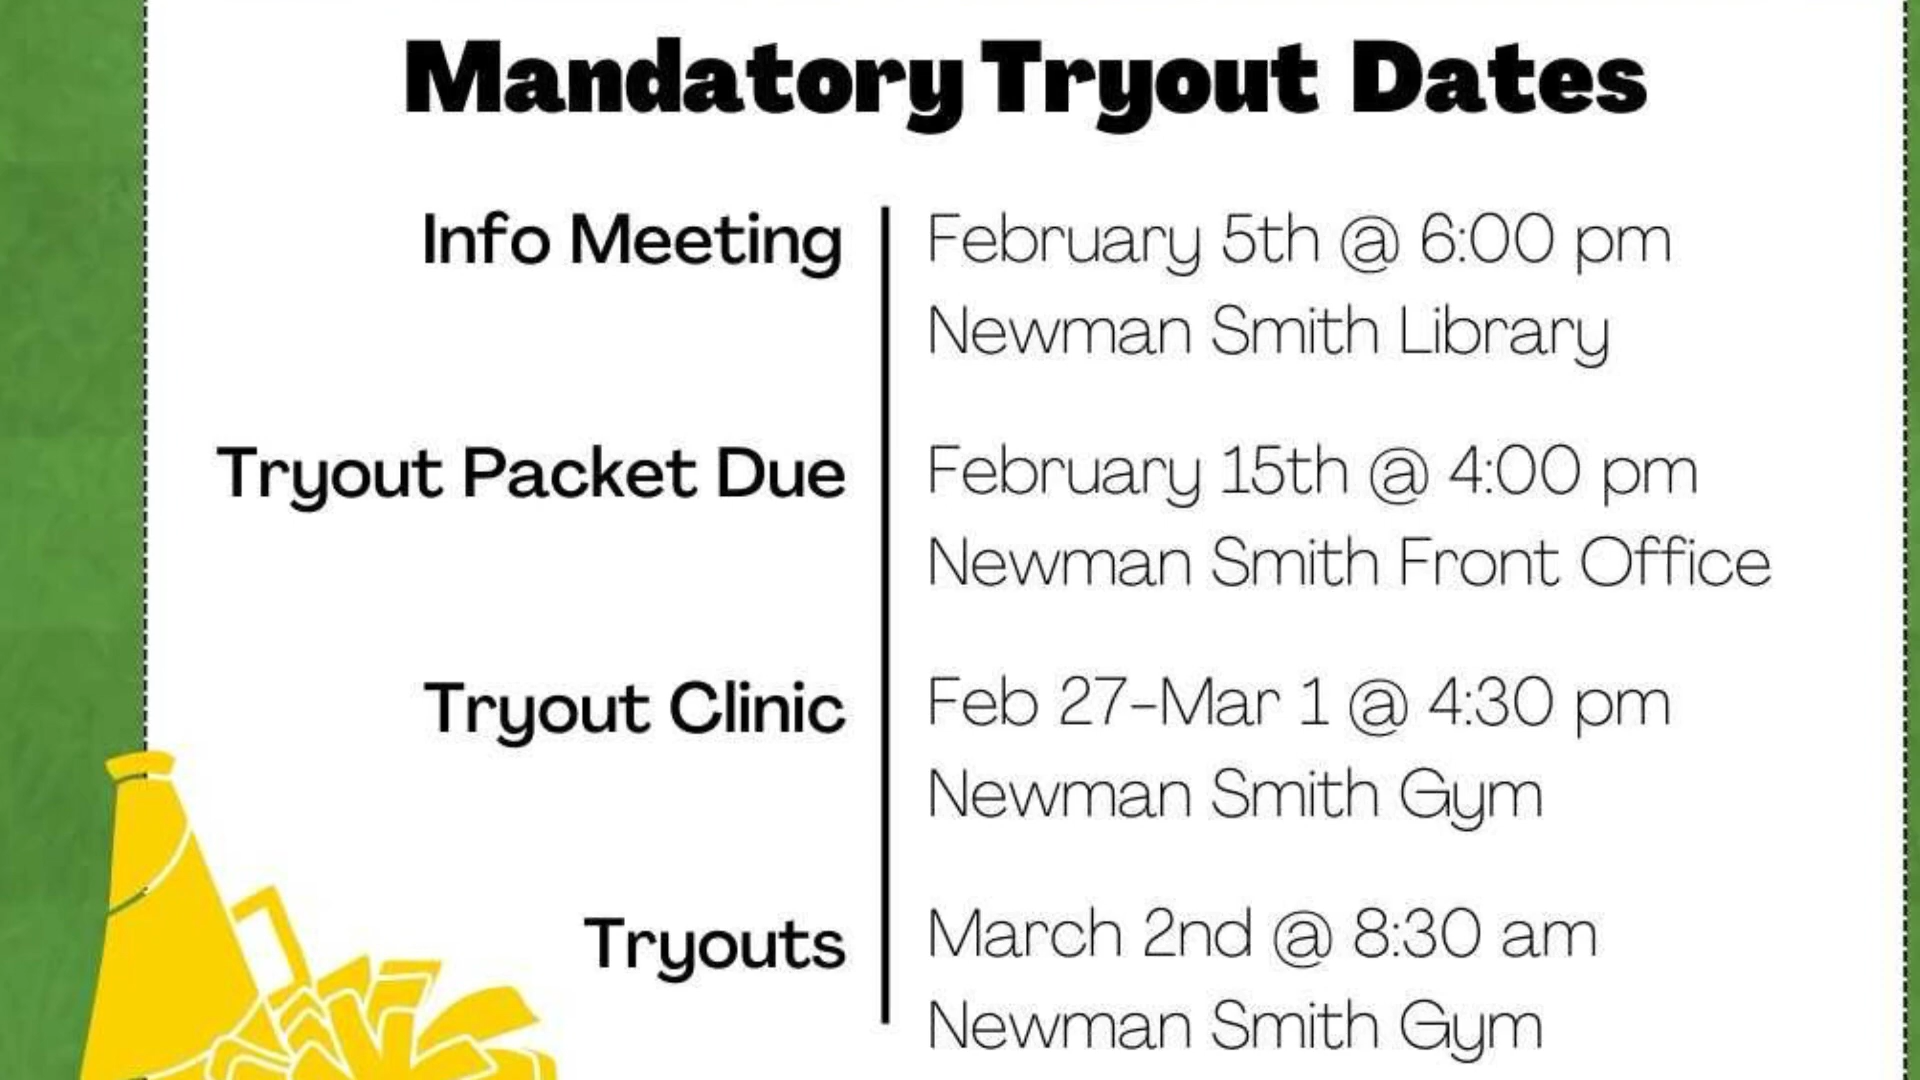 Mandatory Tryout Dates
Info Meeting
February 5th @ 6:00 pm
Newman Smith Library
Tryout Packet Due
February 15th @ 4:00 pm
Newman Smith Front Office
Tryout Clinic
Feb 27-Mar 1 @ 4:30 pm
Newman Smith Gym
Tryouts
March 2nd @ 8:30 am
Newman Smith Gym